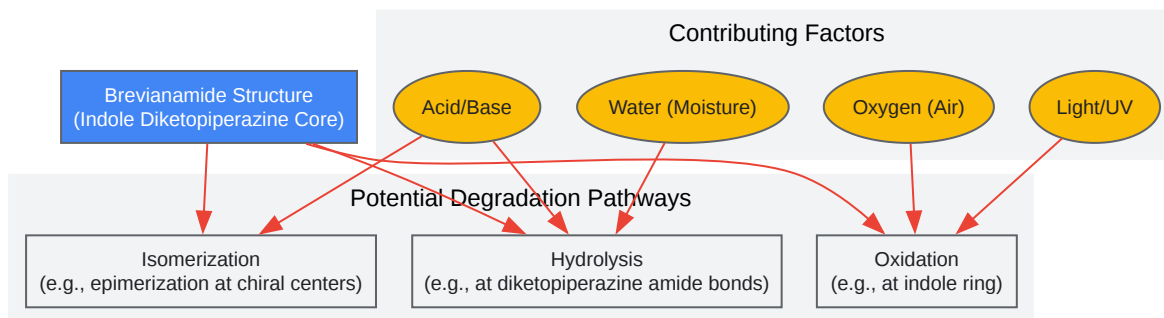 Contributing Factors
Brevianamide Structure
(Indole Diketopiperazine Core)
Acid/Base
Water (Moisture)
Oxygen (Air)
Light/UV
Potential Degradation Pathways
Isomerization
(e.g., epimerization at chiral centers)
Hydrolysis
(e.g., at diketopiperazine amide bonds)
Oxidation
(e.g., at indole ring)